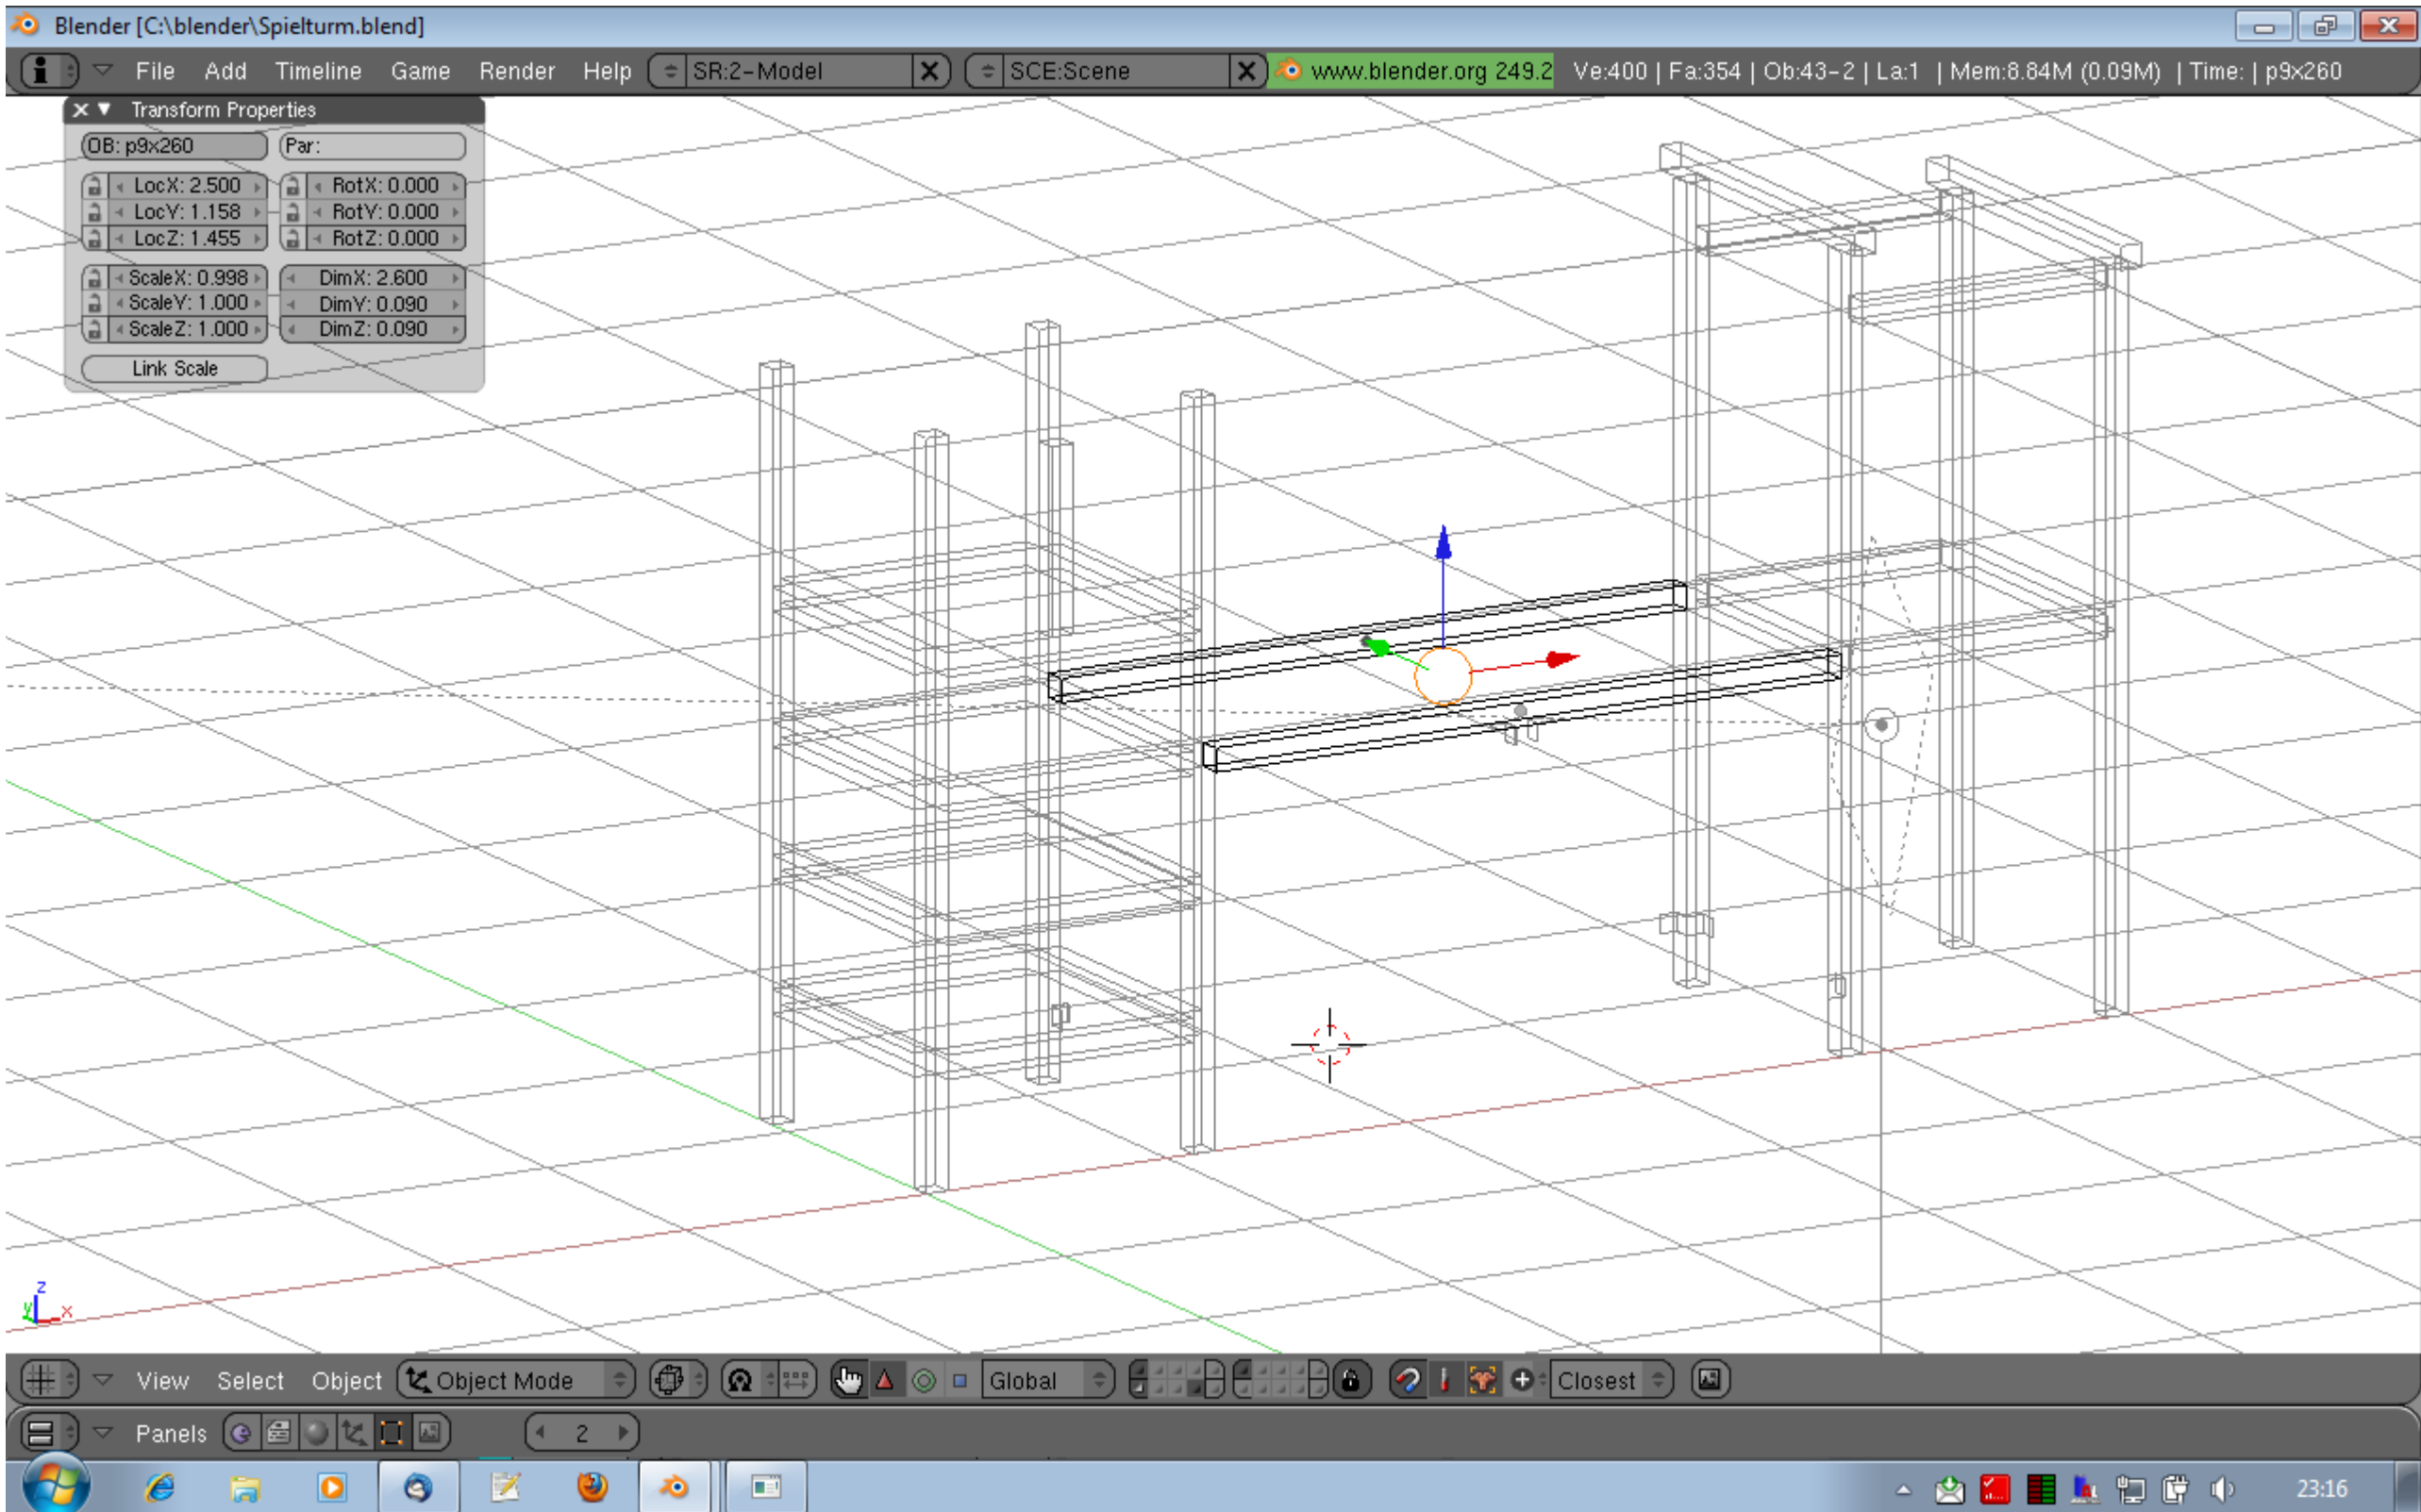 Blender [C:\blender\Spielturm.blend]
File Add Timeline Game Render Help SR:2-Model X SCE:Scene X www.blender.org 249.2 Ve:400 | Fa:354 | Ob:43-2 | La:1 | Mem:8.84M (0.09M) | Time: | p9x260
Transform Properties
OB: p9x260 Par:
LocX: 2.500 RotX: 0.000
LocY: 1.158 RotY: 0.000
LocZ: 1.455 RotZ: 0.000
ScaleX: 0.998 DimX: 2.600
ScaleY: 1.000 DimY: 0.090
ScaleZ: 1.000 DimZ: 0.090
Link Scale
z
y x
View Select Object Object Mode Global Closest
Panels 2
23:16